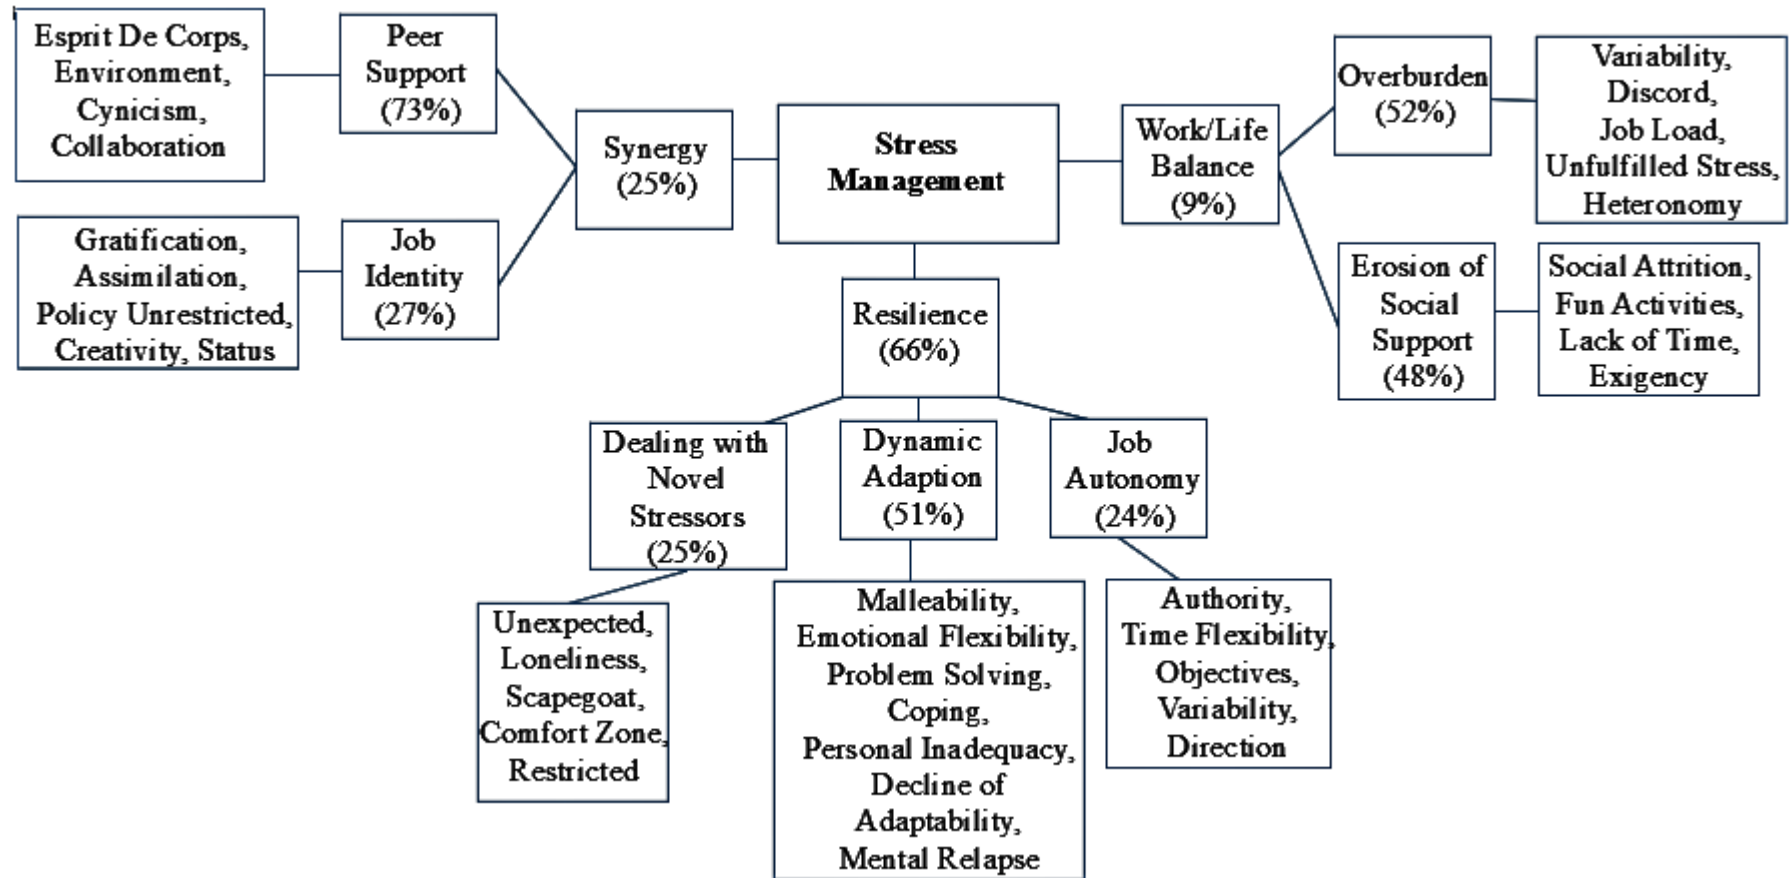 Esprit De Corps,
Environment,
Cynicism,
Collaboration
Peer
Support
(73%)
Gratification,
Assimilation,
Policy Unrestricted,
Creativity, Status
Job
Identity
(27%)
Synergy
(25%)
Stress
Management
Work/Life
Balance
(9%)
Overburden
(52%)
Variability,
Discord,
Job Load,
Unfulfilled Stress,
Heteronomy
Erosion of
Social
Support
(48%)
Social Attrition,
Fun Activities,
Lack of Time,
Exigency
Resilience
(66%)
Dealing with
Novel
Stressors
(25%)
Dynamic
Adaption
(51%)
Job
Autonomy
(24%)
Unexpected,
Loneliness,
Scapegoat,
Comfort Zone,
Restricted
Malleability,
Emotional Flexibility,
Problem Solving,
Coping,
Personal Inadequacy,
Decline of
Adaptability,
Mental Relapse
Authority,
Time Flexibility,
Objectives,
Variability,
Direction